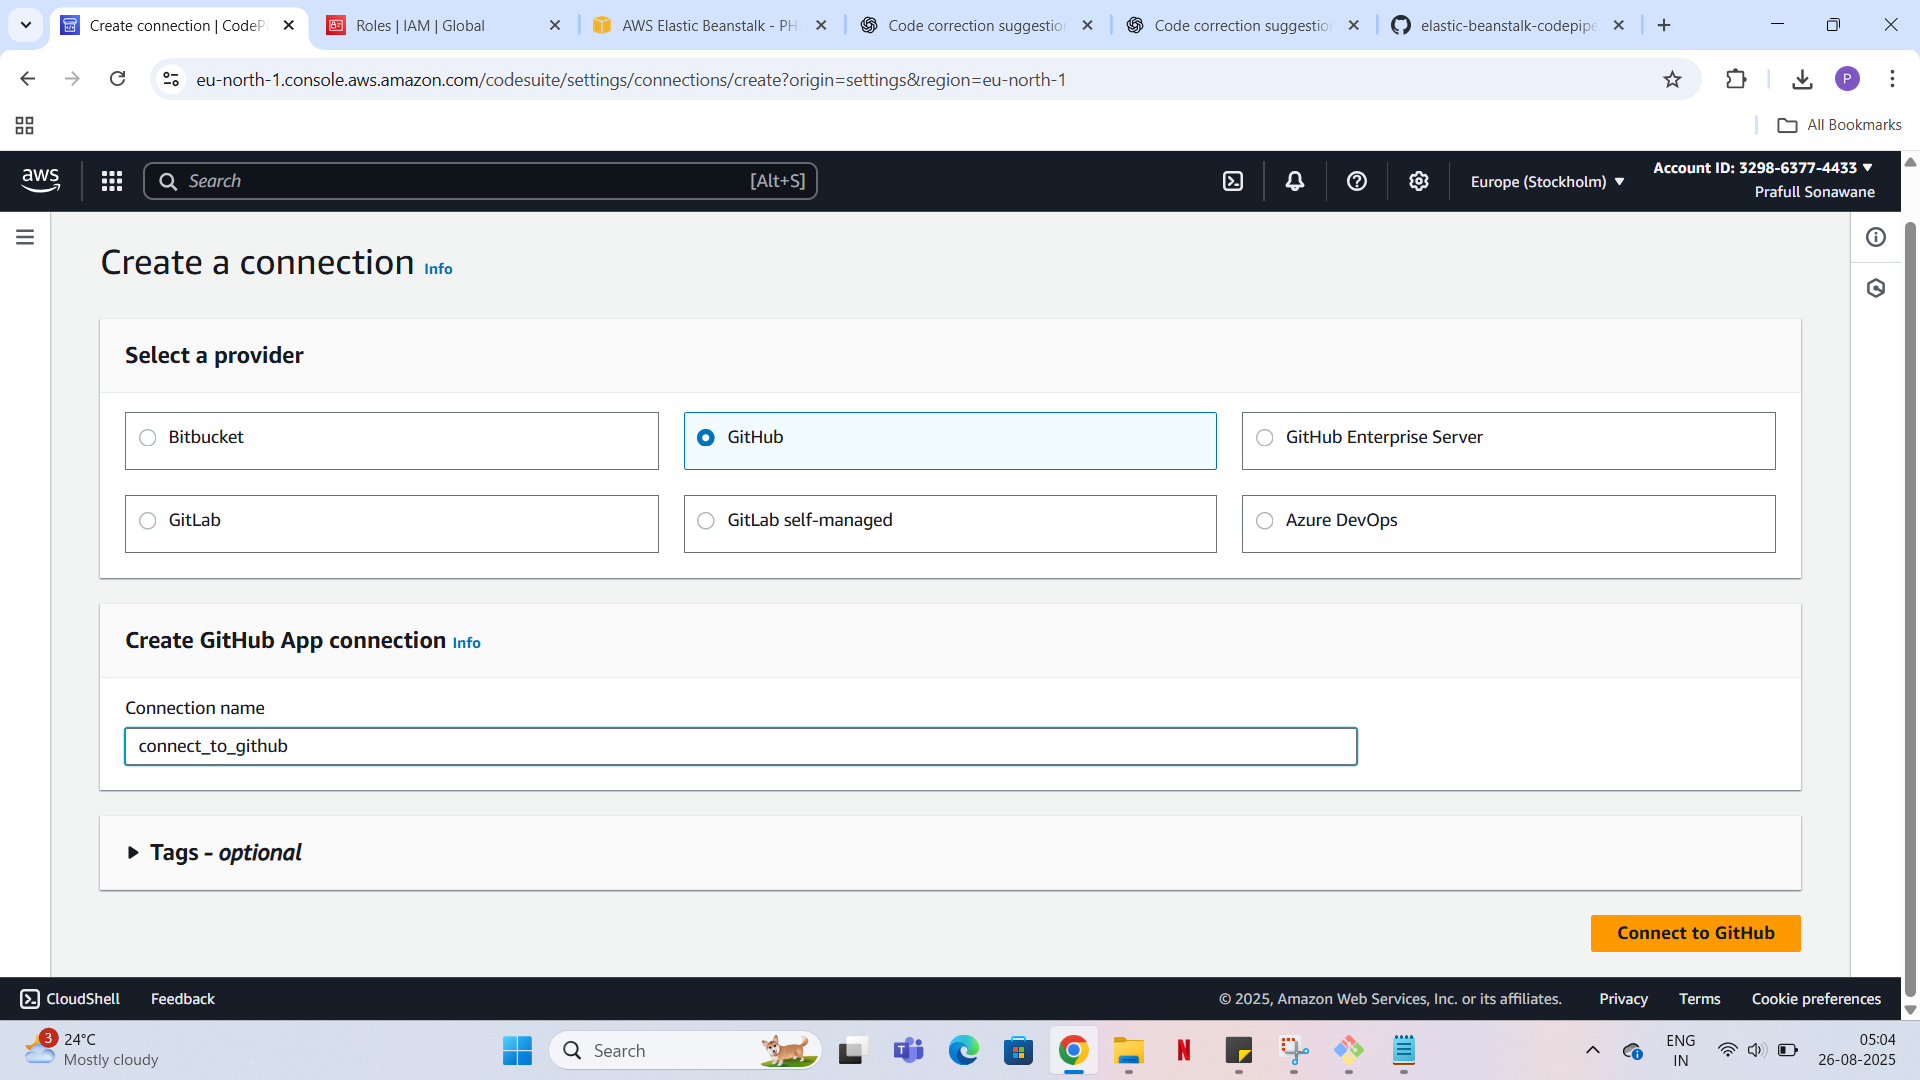 Create connection | CodeP
Roles | IAM | Global
AWS Elastic Beanstalk - PH
Code correction suggestion
Code correction suggestion
elastic-beanstalk-codepipe
eu-north-1.console.aws.amazon.com/codesuite/settings/connections/create?origin=settings&region=eu-north-1
P
All Bookmarks
aws
Search
[Alt+S]
Europe (Stockholm)
Account ID: 3298-6377-4433
Prafull Sonawane
Create a connection Info
Select a provider
Bitbucket
GitHub
GitHub Enterprise Server
GitLab
GitLab self-managed
Azure DevOps
Create GitHub App connection Info
Connection name
connect_to_github
Tags - optional
Connect to GitHub
CloudShell
Feedback
© 2025, Amazon Web Services, Inc. or its affiliates.
Privacy
Terms
Cookie preferences
3
24°C
Mostly cloudy
Search
N
ENG
IN
05:04
26-08-2025